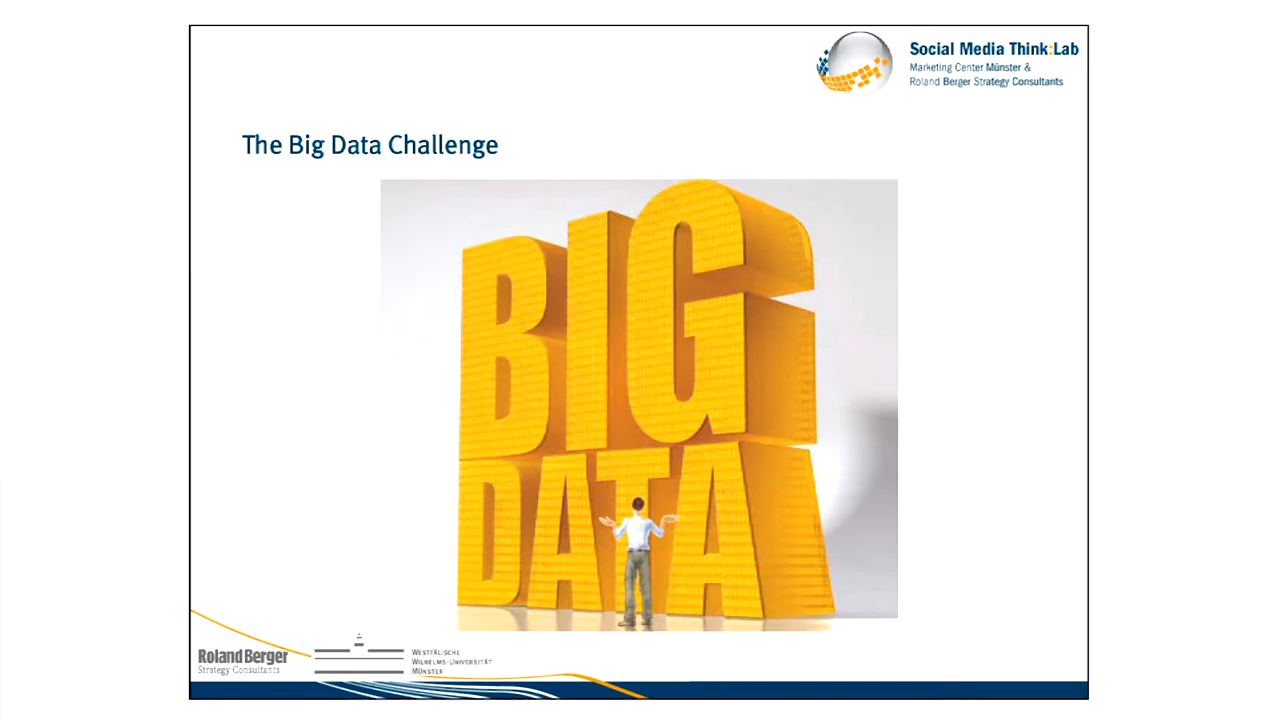 Social Media Think:Lab
Marketing Center Münster &
Roland Berger Strategy Consultants
The Big Data Challenge
BIG
DATA
Roland Berger
Strategy Consultants
WESTFÄLISCHE
WILHELMS-UNIVERSITÄT
MÜNSTER